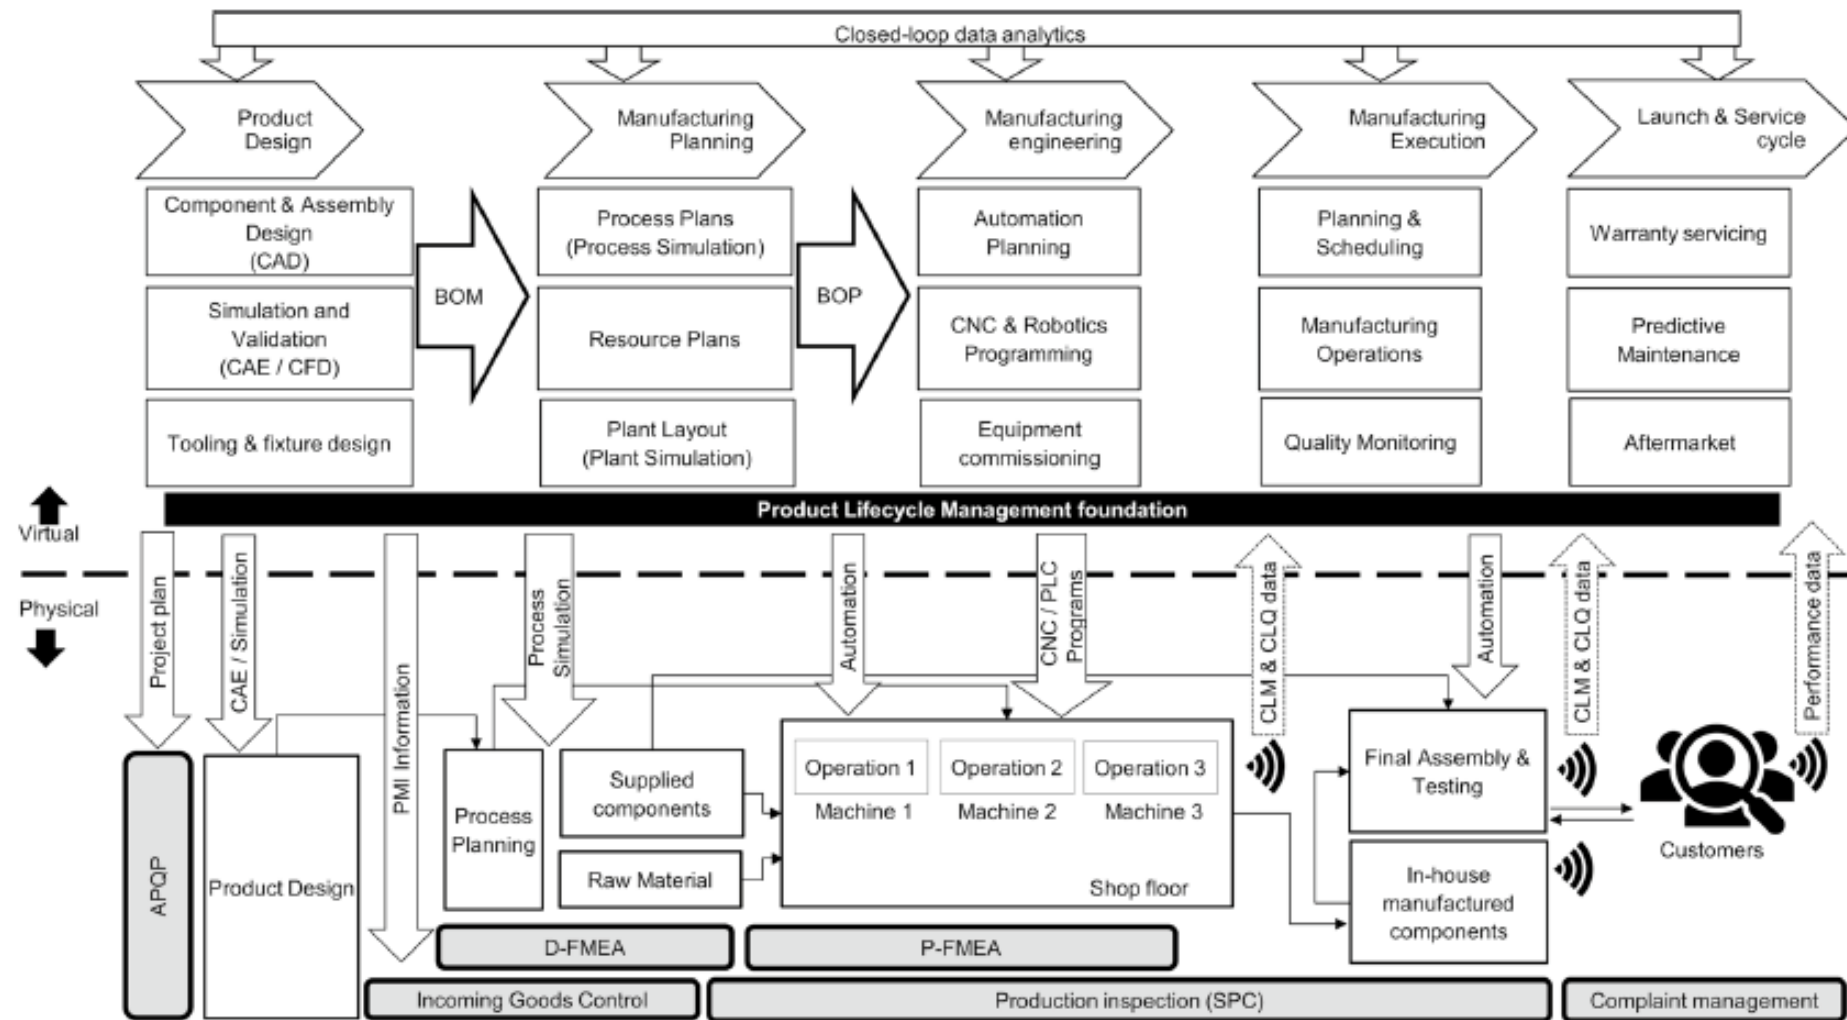 Closed-loop data analytics
Product
Design
Manufacturing
Planning
Manufacturing
engineering
Manufacturing
Execution
Launch & Service
cycle
Component & Assembly
Design
(CAD)
Simulation and
Validation
(CAE / CFD)
Tooling & fixture design
BOM
Process Plans
(Process Simulation)
Resource Plans
Plant Layout
(Plant Simulation)
BOP
Automation
Planning
CNC & Robotics
Programming
Equipment
commissioning
Planning &
Scheduling
Manufacturing
Operations
Quality Monitoring
Warranty servicing
Predictive
Maintenance
Aftermarket
Product Lifecycle Management foundation
Virtual
Physical
Project plan
CAE / Simulation
PMI Information
Process
Simulation
Automation
CNC / PLC
Programs
CLM & CLQ data
Automation
CLM & CLQ data
Performance data
APQP
Product Design
Process
Planning
Supplied
components
Raw Material
Operation 1
Machine 1
Operation 2
Machine 2
Operation 3
Machine 3
Shop floor
Final Assembly &
Testing
In-house
manufactured
components
Customers
D-FMEA
P-FMEA
Incoming Goods Control
Production inspection (SPC)
Complaint management